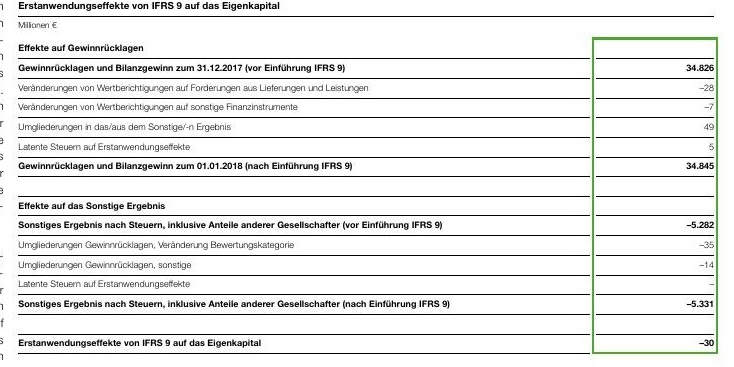 Erstanwendungseffekte von IFRS 9 auf das Eigenkapital
Millionen €
Effekte auf Gewinnrücklagen
Gewinnrücklagen und Bilanzgewinn zum 31.12.2017 (vor Einführung IFRS 9) 34.826
Veränderungen von Wertberichtigungen auf Forderungen aus Lieferungen und Leistungen –28
Veränderungen von Wertberichtigungen auf sonstige Finanzinstrumente –7
Umgliederungen in das/aus dem Sonstige/-n Ergebnis 49
Latente Steuern auf Erstanwendungseffekte 5
Gewinnrücklagen und Bilanzgewinn zum 01.01.2018 (nach Einführung IFRS 9) 34.845
Effekte auf das Sonstige Ergebnis
Sonstiges Ergebnis nach Steuern, inklusive Anteile anderer Gesellschafter (vor Einführung IFRS 9) –5.282
Umgliederungen Gewinnrücklagen, Veränderung Bewertungskategorie –35
Umgliederungen Gewinnrücklagen, sonstige –14
Latente Steuern auf Erstanwendungseffekte –
Sonstiges Ergebnis nach Steuern, inklusive Anteile anderer Gesellschafter (nach Einführung IFRS 9) –5.331
Erstanwendungseffekte von IFRS 9 auf das Eigenkapital –30